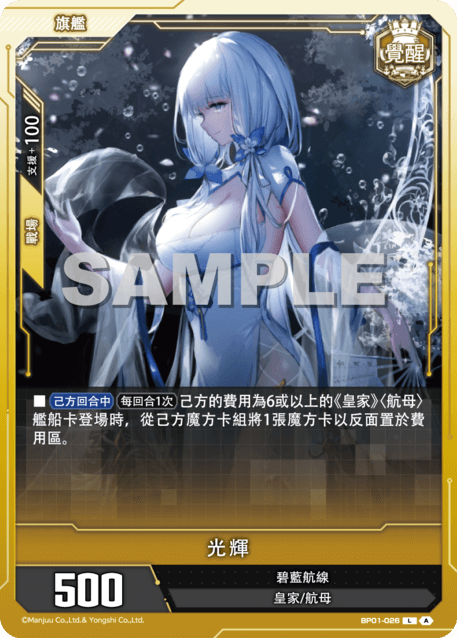 旗艦
覺醒
支援+100
戰場
SAMPLE
■ 己方回合中 每回合1次 己方的費用為6或以上的《皇家》〈航母〉
艦船卡登場時，從己方魔方卡組將1張魔方卡以反面置於費
用區。
光輝
500
碧藍航線
皇家/航母
©Manjuu Co.,Ltd.& Yongshi Co.,Ltd.
BP01-026 L A